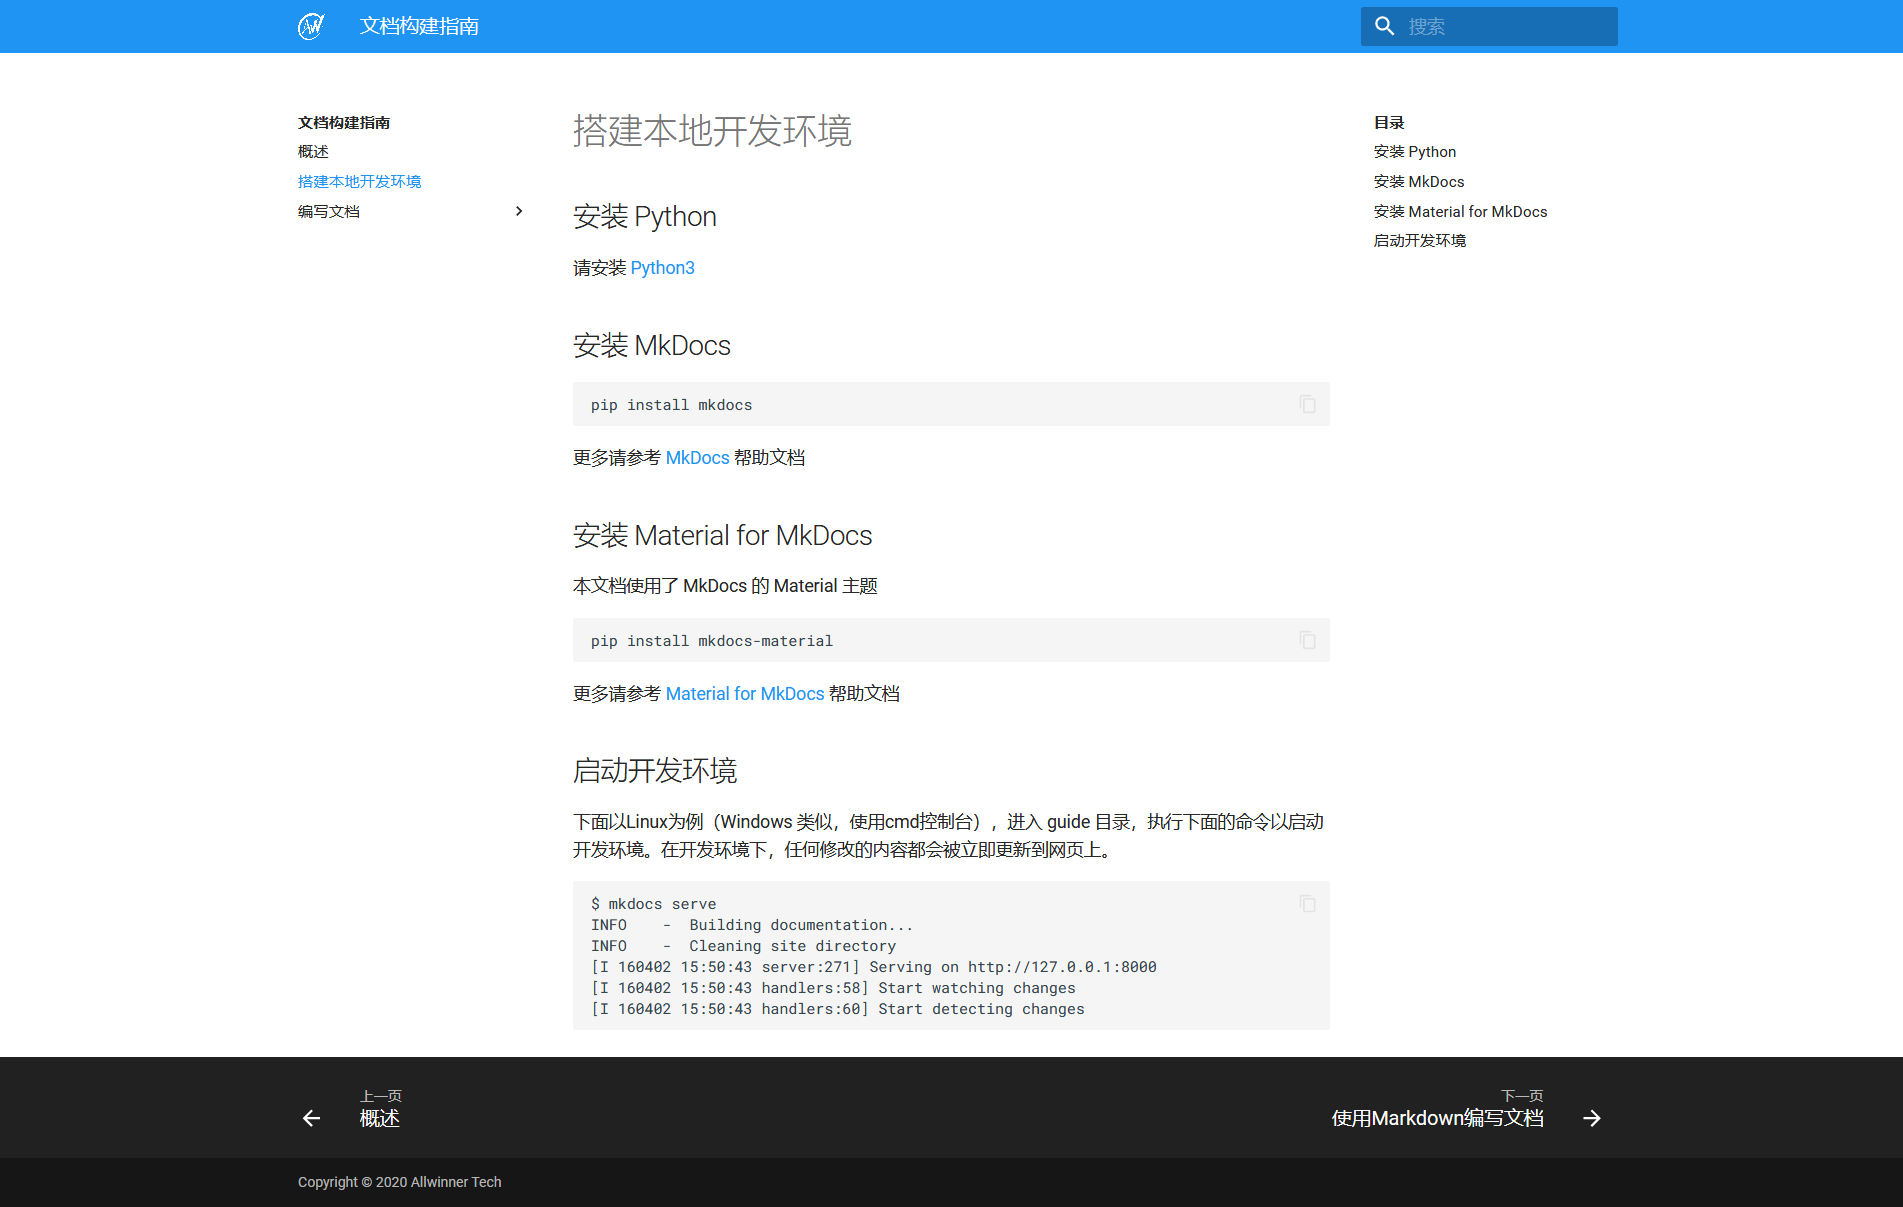 文档构建指南
搜索
文档构建指南
概述
搭建本地开发环境
编写文档
搭建本地开发环境
安装 Python
请安装 Python3
安装 MkDocs
pip install mkdocs
更多请参考 MkDocs 帮助文档
安装 Material for MkDocs
本文档使用了 MkDocs 的 Material 主题
pip install mkdocs-material
更多请参考 Material for MkDocs 帮助文档
启动开发环境
下面以Linux为例（Windows 类似，使用cmd控制台），进入 guide 目录，执行下面的命令以启动
开发环境。在开发环境下，任何修改的内容都会被立即更新到网页上。
$ mkdocs serve
INFO    -  Building documentation...
INFO    -  Cleaning site directory
[I 160402 15:50:43 server:271] Serving on http://127.0.0.1:8000
[I 160402 15:50:43 handlers:58] Start watching changes
[I 160402 15:50:43 handlers:60] Start detecting changes
目录
安装 Python
安装 MkDocs
安装 Material for MkDocs
启动开发环境
上一页
概述
下一页
使用Markdown编写文档
Copyright © 2020 Allwinner Tech